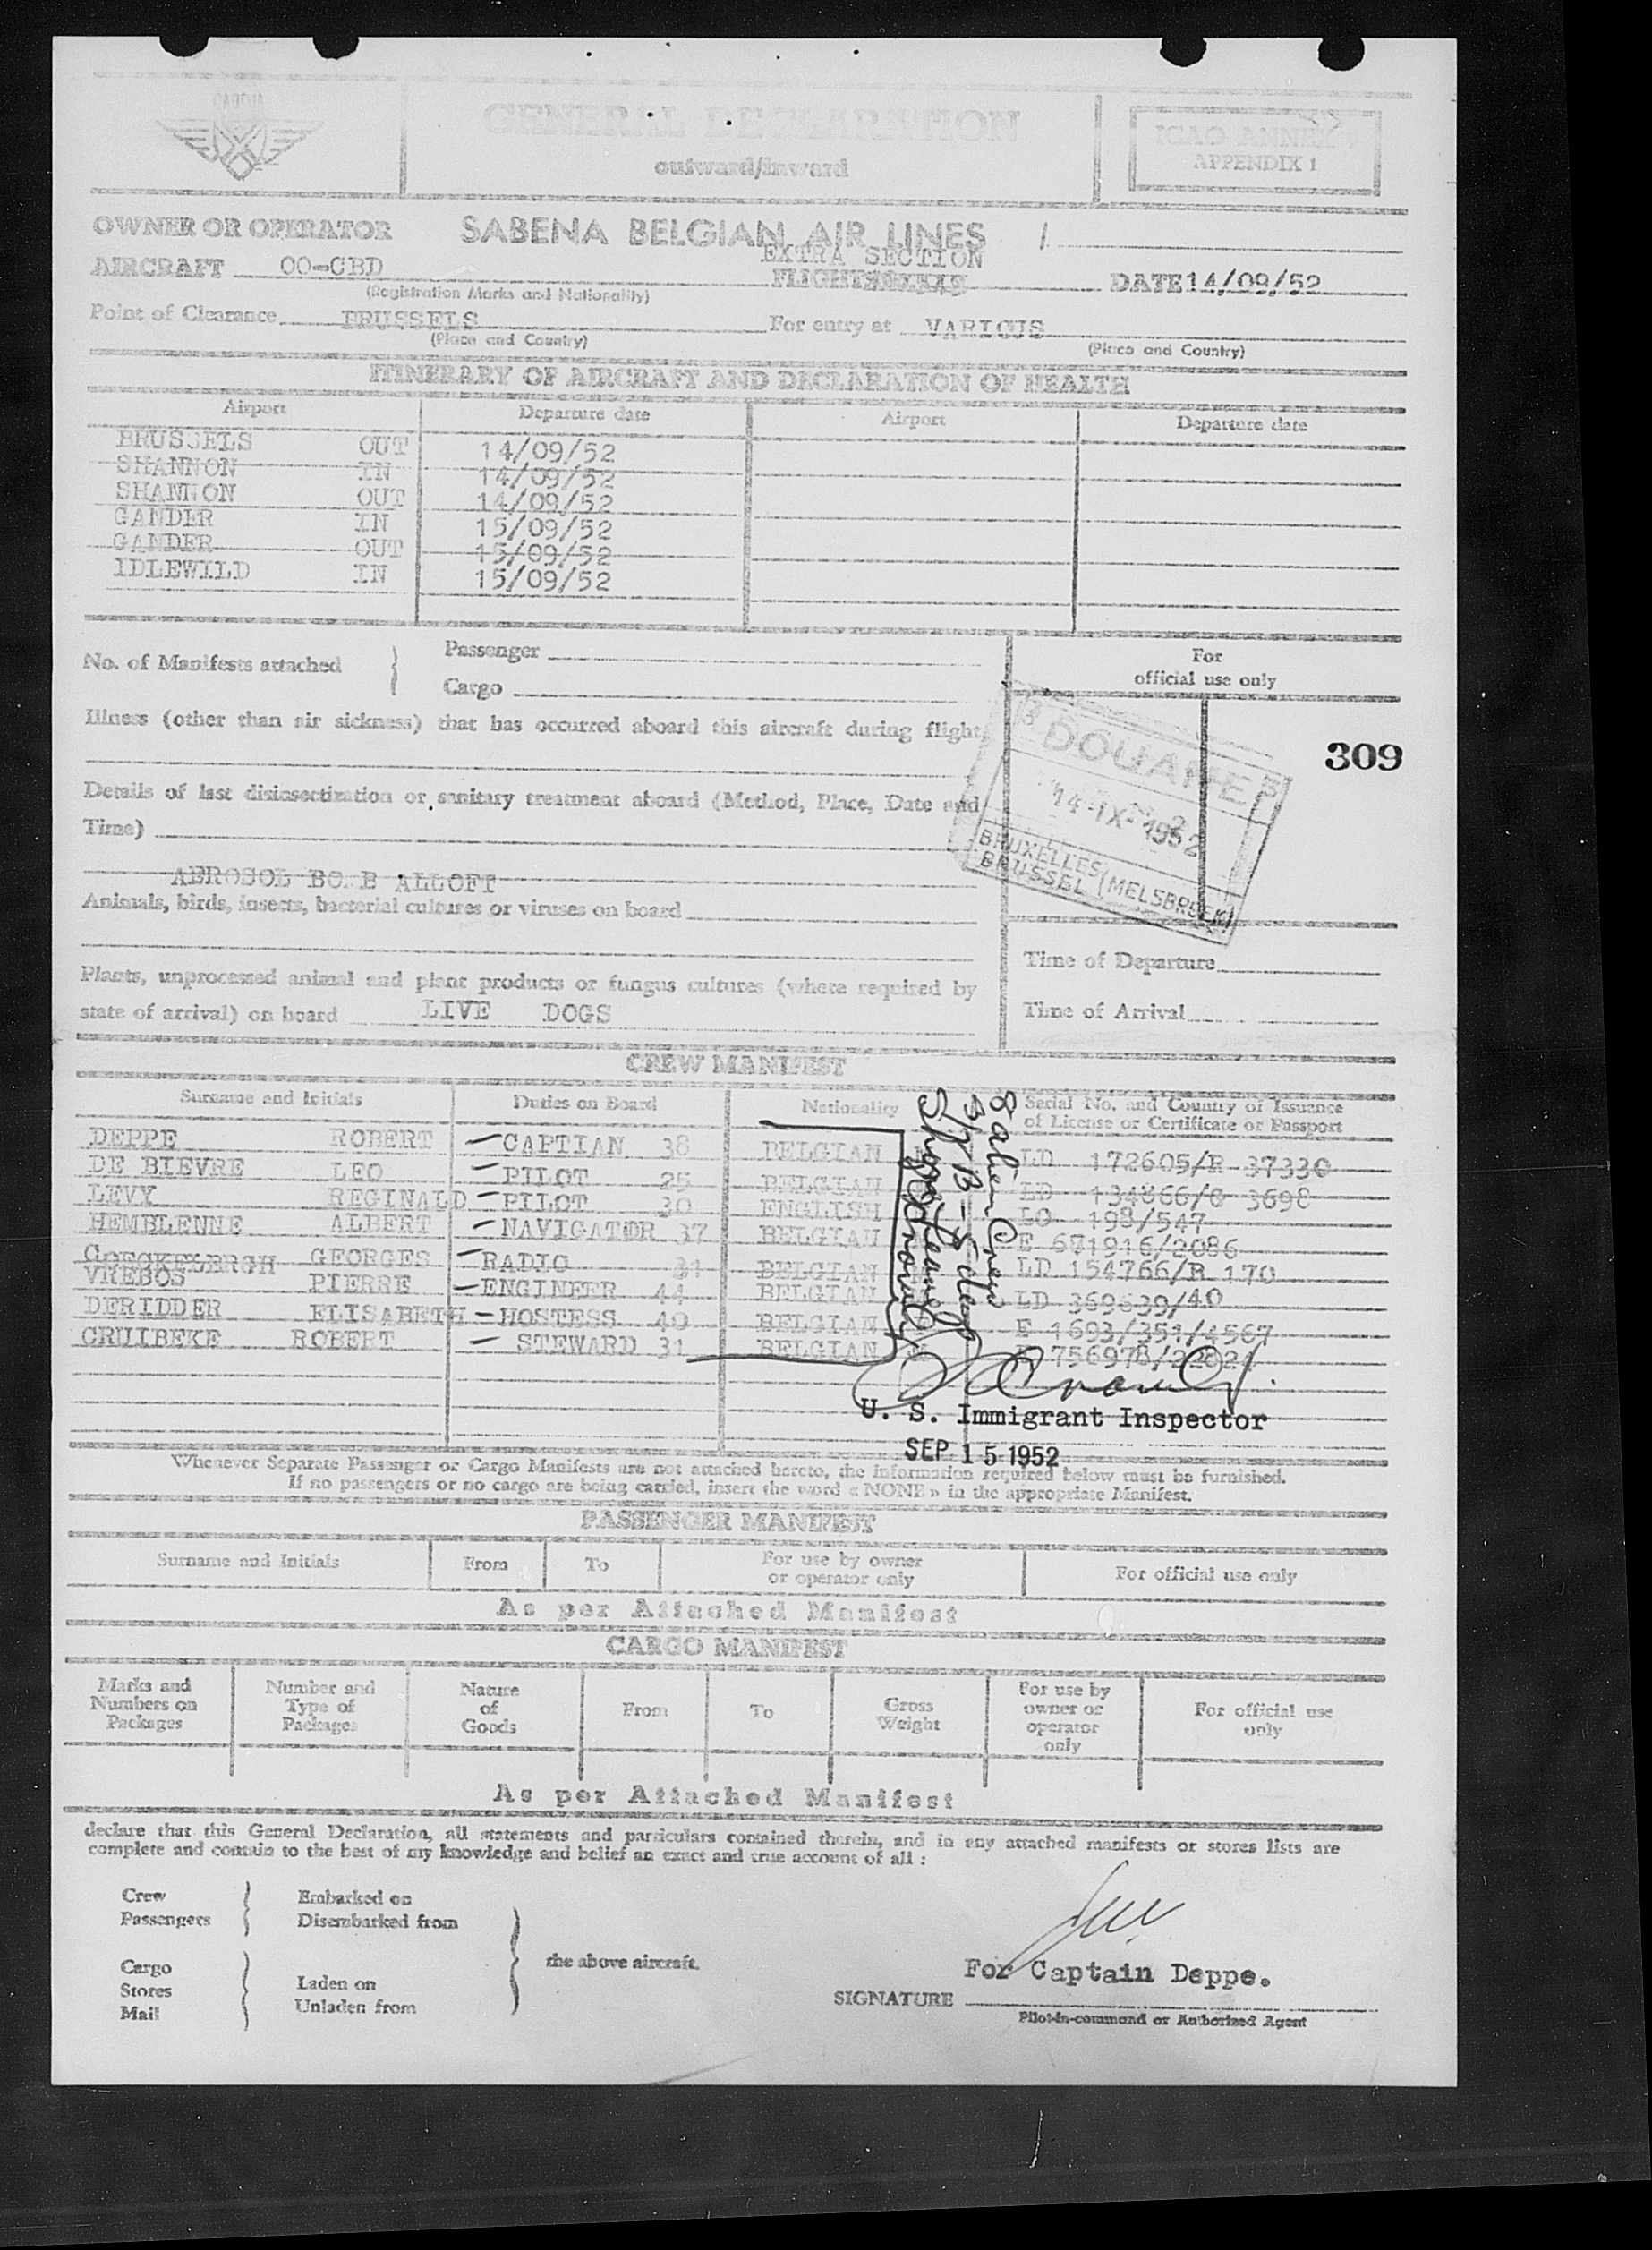 GENERAL DECLARATION
outward/inward
ICAO ANNEX
APPENDIX 1
OWNER OR OPERATOR SABENA BELGIAN AIR LINES
EXTRA SECTION
AIRCRAFT OO-CBD FLIGHT DATE 14/09/52
(Registration Marks and Nationality)
Point of Clearance BRUSSELS For entry at VARIOUS
(Place and Country) (Place and Country)
ITINERARY OF AIRCRAFT AND DECLARATION OF HEALTH
Airport Departure date Airport Departure date
BRUSSELS OUT 14/09/52
SHANNON IN 14/09/52
SHANNON OUT 14/09/52
GANDER IN 15/09/52
GANDER OUT 15/09/52
IDLEWILD IN 15/09/52
No. of Manifests attached } Passenger
Cargo
For
official use only
Illness (other than air sickness) that has occurred aboard this aircraft during flight
309
DOUANE
14-IX-1952
BRUXELLES
BRUSSEL (MELSBROEK)
Details of last disinsectization or sanitary treatment aboard (Method, Place, Date and
Time)
AEROSOL BOMB ALLOFT
Animals, birds, insects, bacterial cultures or viruses on board
Time of Departure
Plants, unprocessed animal and plant products or fungus cultures (where required by
state of arrival) on board LIVE DOGS
Time of Arrival
CREW MANIFEST
Surname and Initials Duties on Board Nationality Serial No. and Country of Issuance
of License or Certificate or Passport
DEPPE ROBERT - CAPTIAN 38 BELGIAN LD 172605/R 37330
DE BIEVRE LEO - PILOT 25 BELGIAN LD 134866/C 3698
LEVY REGINALD - PILOT 30 ENGLISH LO 198/547
HEMBLENNE ALBERT - NAVIGATOR 37 BELGIAN E 671916/2086
GEORGES - RADIO 31 BELGIAN LD 154766/R 170
VREBOS PIERRE - ENGINEER 44 BELGIAN LD 369639/40
DERIDDER ELISABETH - HOSTESS 40 BELGIAN E 1693/351/4567
CRUIBEKE ROBERT - STEWARD 31 BELGIAN
U. S. Immigrant Inspector
SEP 15 1952
Whenever Separate Passenger or Cargo Manifests are not attached hereto, the information required below must be furnished.
If no passengers or no cargo are being carried, insert the word « NONE » in the appropriate Manifest.
PASSENGER MANIFEST
Surname and Initials From To For use by owner
or operator only For official use only
As per Attached Manifest
CARGO MANIFEST
Marks and
Numbers on
Packages
Number and
Type of
Packages
Nature
of
Goods
From
To
Gross
Weight
For use by
owner or
operator
only
For official use
only
As per Attached Manifest
declare that this General Declaration, all statements and particulars contained therein, and in any attached manifests or stores lists are
complete and contain to the best of my knowledge and belief an exact and true account of all :
Crew
Passengers
Embarked on
Disembarked from
Cargo
Stores
Mail
Laden on
Unladen from
the above aircraft.
For Captain Deppe.
SIGNATURE
Pilot-in-command or Authorized Agent